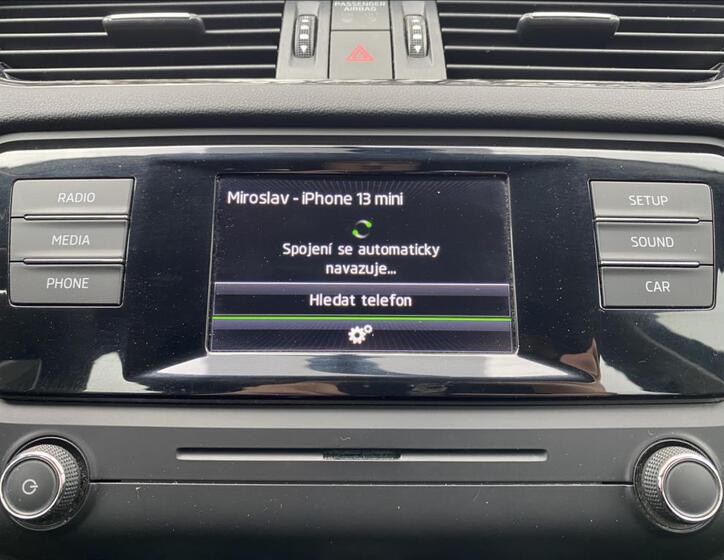 PASSENGER
AIRBAG
RADIO
MEDIA
PHONE
Miroslav - iPhone 13 mini
Spojení se automaticky
navazuje...
Hledat telefon
SETUP
SOUND
CAR